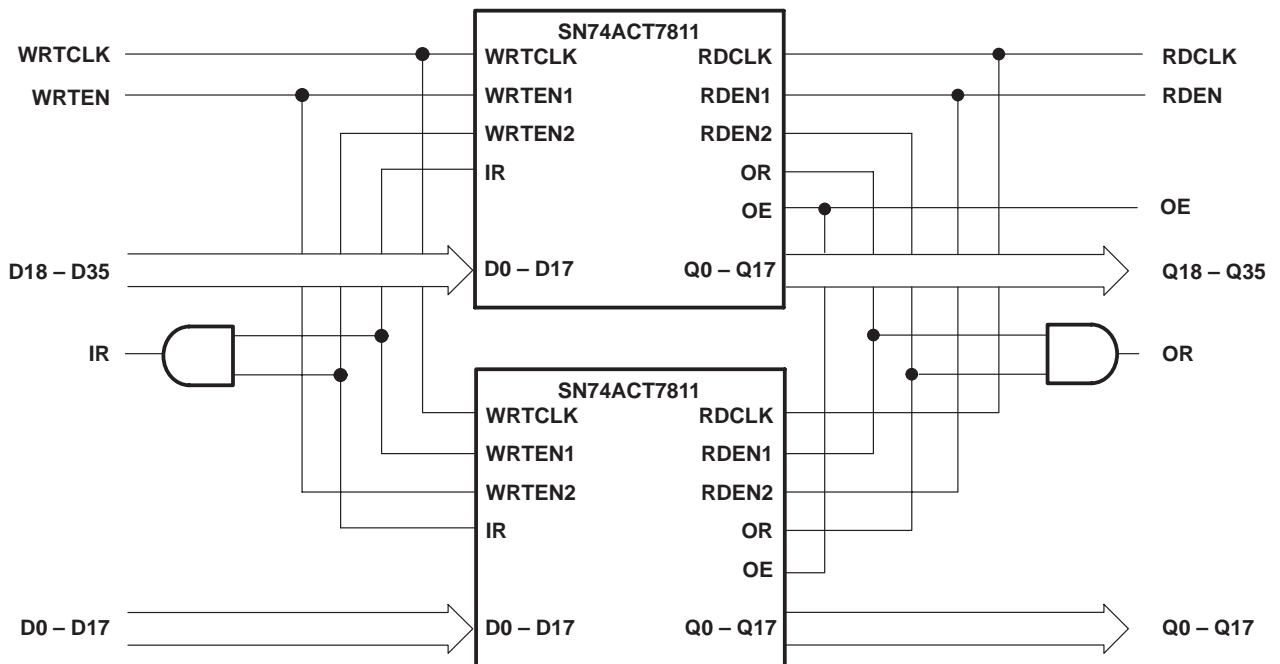 SN74ACT7811
WRTCLK WRTCLK RDCLK RDCLK
WRTEN WRTEN1 RDEN1 RDEN
WRTEN2 RDEN2
IR OR
OE OE
D18 – D35 D0 – D17 Q0 – Q17 Q18 – Q35
IR OR
SN74ACT7811
WRTCLK RDCLK
WRTEN1 RDEN1
WRTEN2 RDEN2
IR OR
OE
D0 – D17 D0 – D17 Q0 – Q17 Q0 – Q17